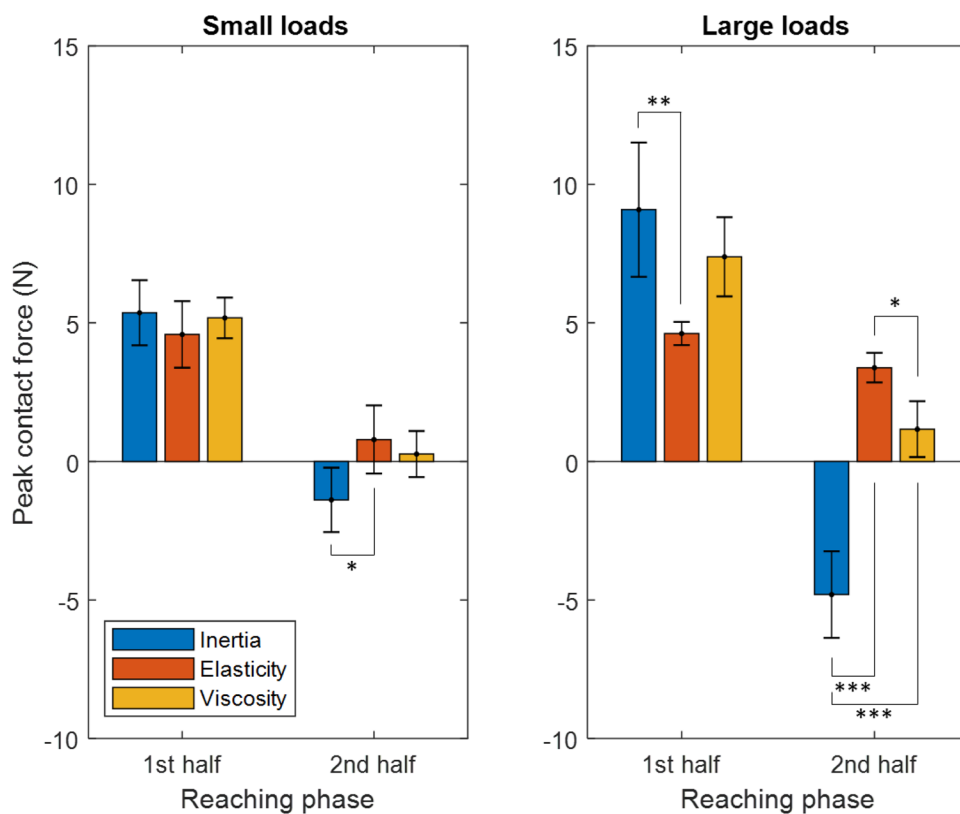 Small loads
Large loads
Peak contact force (N)
15
10
5
0
-5
-10
*
Inertia
Elasticity
Viscosity
1st half
2nd half
Reaching phase
15
10
5
0
-5
-10
**
*
***
***
1st half
2nd half
Reaching phase